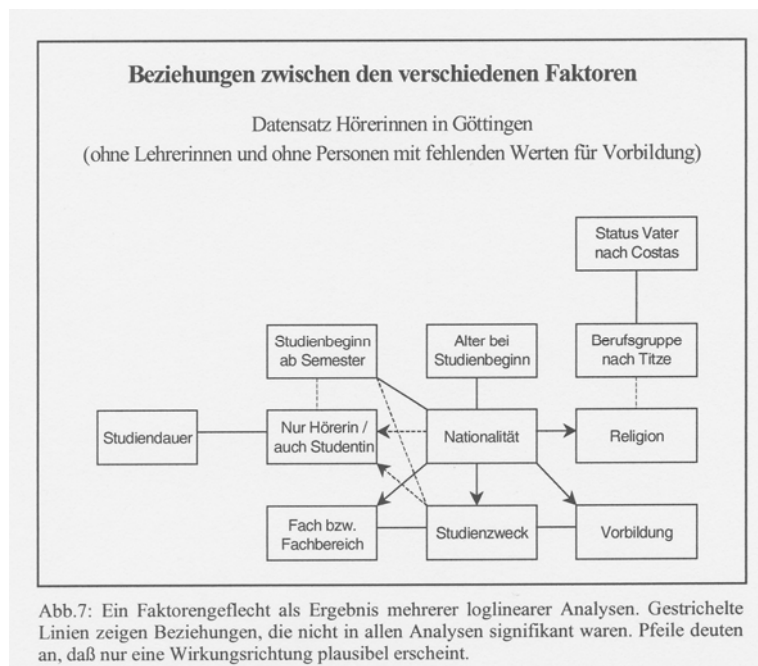 Beziehungen zwischen den verschiedenen Faktoren
Datensatz Hörerinnen in Göttingen
(ohne Lehrerinnen und ohne Personen mit fehlenden Werten für Vorbildung)
Status Vater
nach Costas
Studienbeginn
ab Semester
Alter bei
Studienbeginn
Berufsgruppe
nach Titze
Studiendauer
Nur Hörerin /
auch Studentin
Nationalität
Religion
Fach bzw.
Fachbereich
Studienzweck
Vorbildung
Abb.7: Ein Faktorengeflecht als Ergebnis mehrerer loglinearer Analysen. Gestrichelte
Linien zeigen Beziehungen, die nicht in allen Analysen signifikant waren. Pfeile deuten
an, daß nur eine Wirkungsrichtung plausibel erscheint.